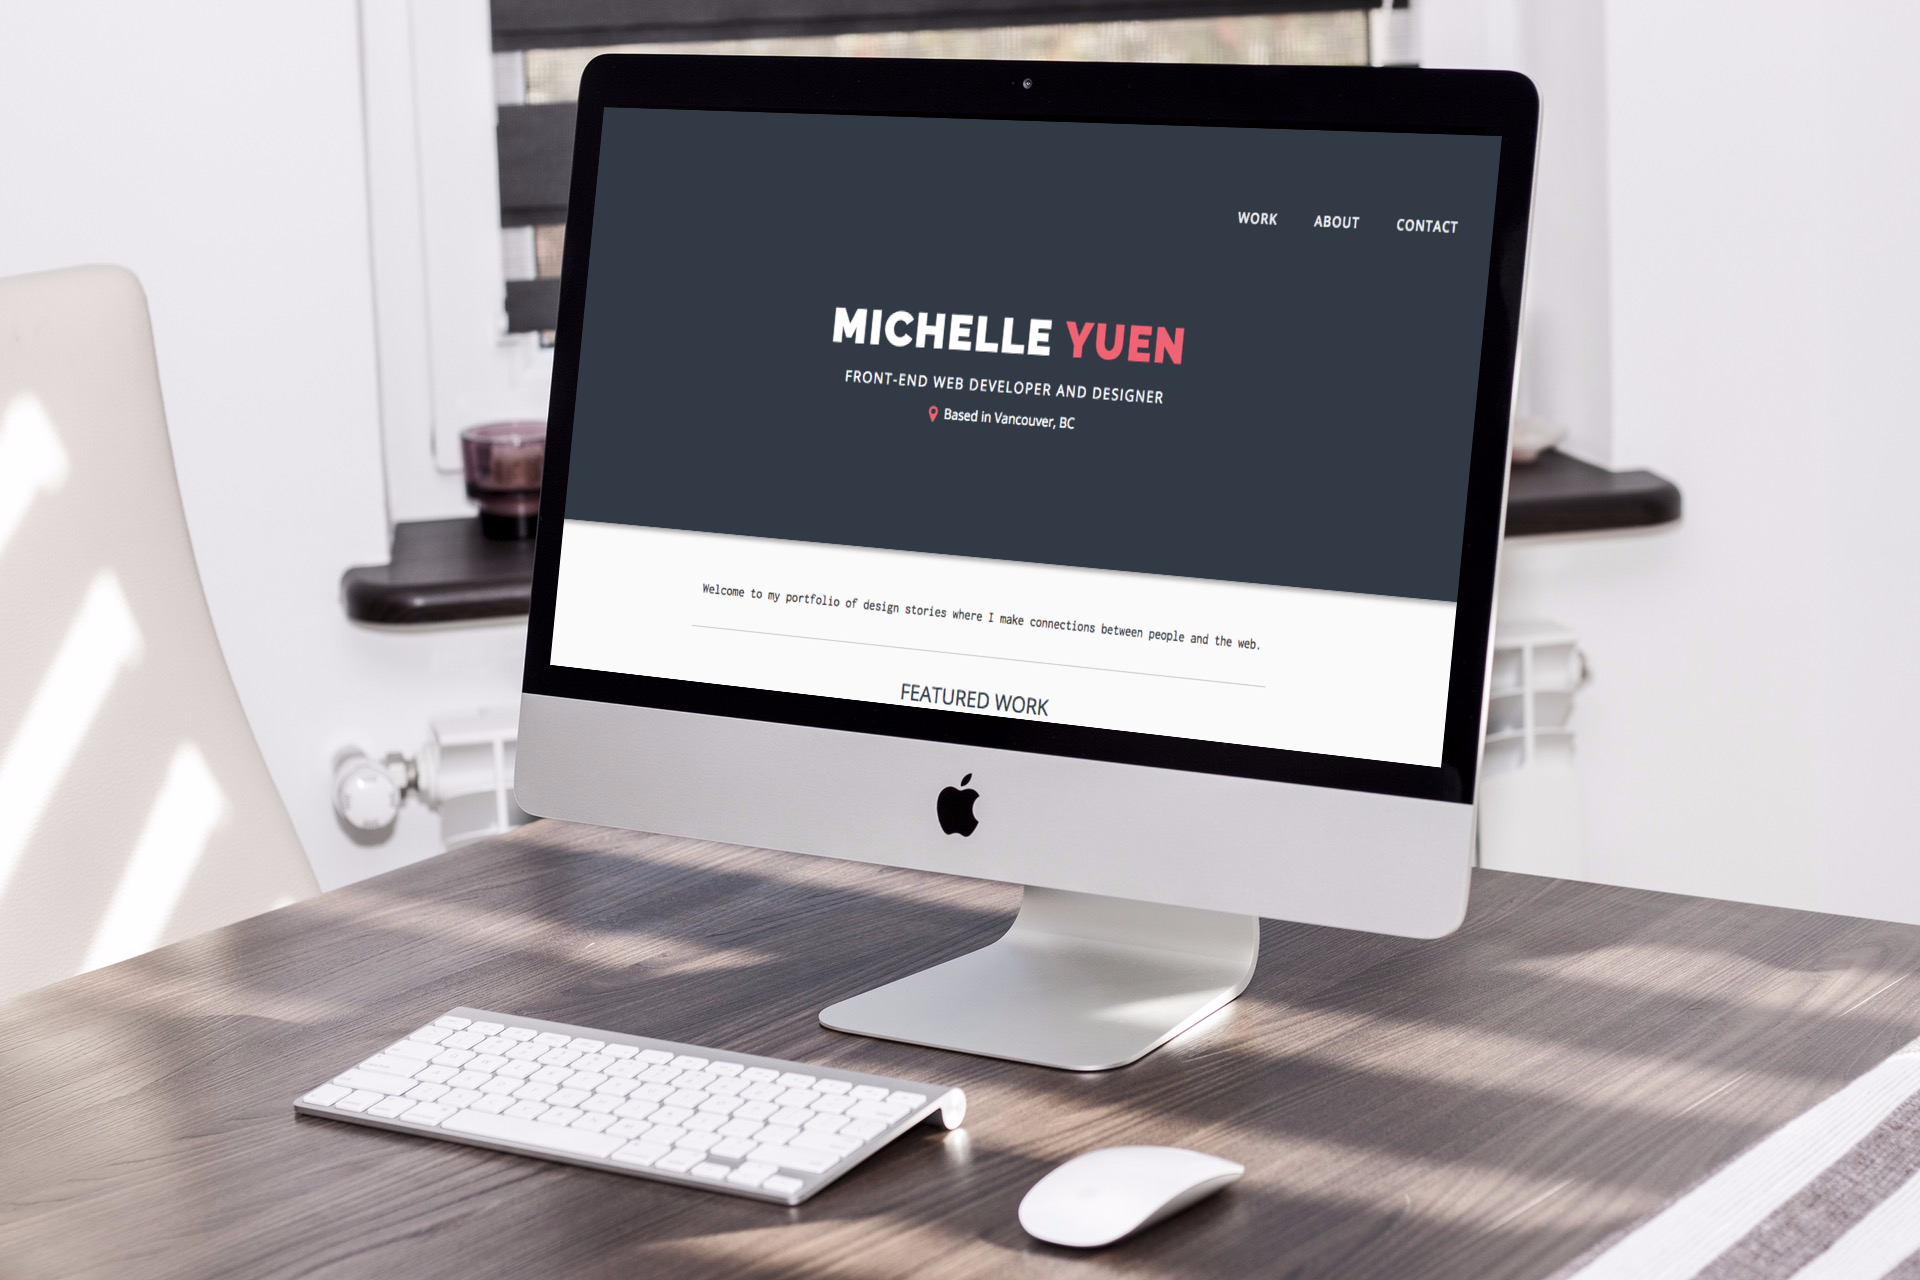 WORK ABOUT CONTACT
MICHELLE YUEN
FRONT-END WEB DEVELOPER AND DESIGNER
Based in Vancouver, BC
Welcome to my portfolio of design stories where I make connections between people and the web.
FEATURED WORK